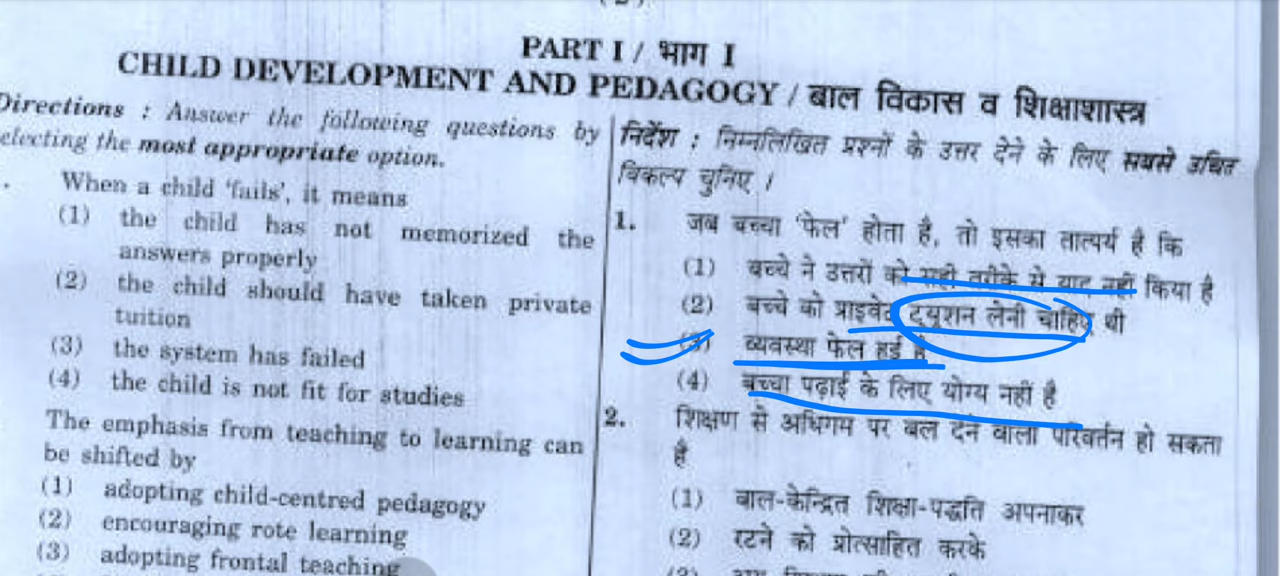 PART I / भाग I
CHILD DEVELOPMENT AND PEDAGOGY / बाल विकास व शिक्षाशास्त्र
Directions : Answer the following questions by
selecting the most appropriate option.
When a child 'fails', it means
(1) the child has not memorized the
answers properly
(2) the child should have taken private
tuition
(3) the system has failed
(4) the child is not fit for studies
The emphasis from teaching to learning can
be shifted by
(1) adopting child-centred pedagogy
(2) encouraging rote learning
(3) adopting frontal teaching
निर्देश : निम्नलिखित प्रश्नों के उत्तर देने के लिए सबसे उचित
विकल्प चुनिए ।
1. जब बच्चा 'फेल' होता है, तो इसका तात्पर्य है कि
(1) बच्चे ने उत्तरों को सही तरीके से याद नहीं किया है
(2) बच्चे को प्राइवेट ट्यूशन लेनी चाहिए थी
(3) व्यवस्था फेल हुई है
(4) बच्चा पढ़ाई के लिए योग्य नहीं है
2. शिक्षण से अधिगम पर बल देने वाला परिवर्तन हो सकता
है
(1) बाल-केन्द्रित शिक्षा-पद्धति अपनाकर
(2) रटने को प्रोत्साहित करके